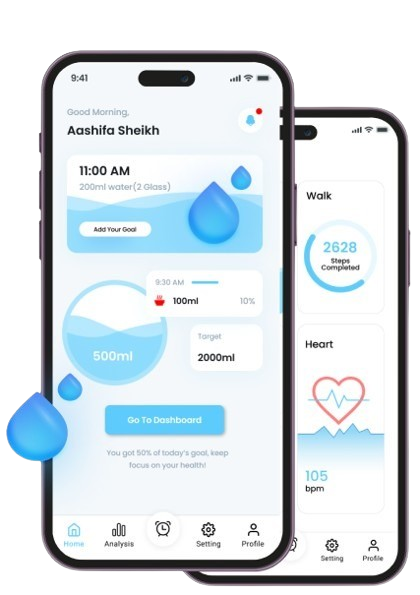 9:41
Good Morning,
Aashifa Sheikh
11:00 AM
200ml water(2 Glass)
Add Your Goal
9:30 AM
100ml 10%
500ml
Target
2000ml
Go To Dashboard
You got 50% of today's goal, keep
focus on your health!
Home Analysis Setting Profile
Walk
2628
Steps
Completed
Heart
105
bpm
Setting Profile